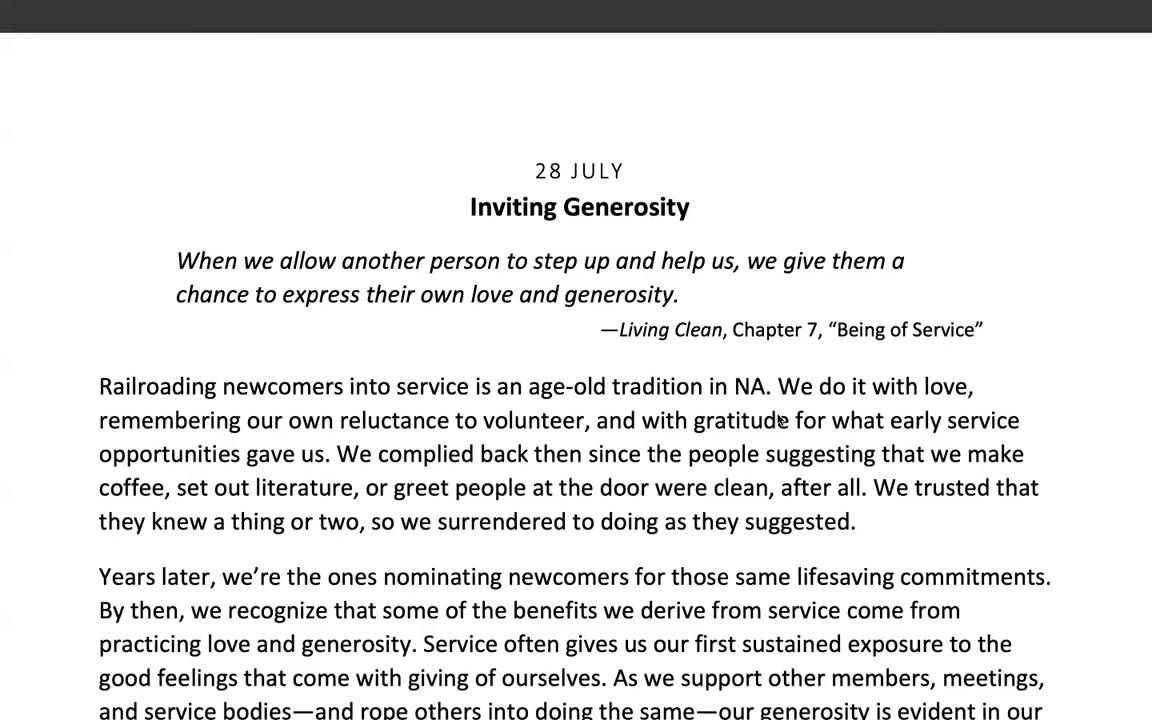 28 JULY
Inviting Generosity
When we allow another person to step up and help us, we give them a
chance to express their own love and generosity.
—Living Clean, Chapter 7, “Being of Service”
Railroading newcomers into service is an age-old tradition in NA. We do it with love,
remembering our own reluctance to volunteer, and with gratitude for what early service
opportunities gave us. We complied back then since the people suggesting that we make
coffee, set out literature, or greet people at the door were clean, after all. We trusted that
they knew a thing or two, so we surrendered to doing as they suggested.
Years later, we’re the ones nominating newcomers for those same lifesaving commitments.
By then, we recognize that some of the benefits we derive from service come from
practicing love and generosity. Service often gives us our first sustained exposure to the
good feelings that come with giving of ourselves. As we support other members, meetings,
and service bodies—and rope others into doing the same—our generosity is evident in our